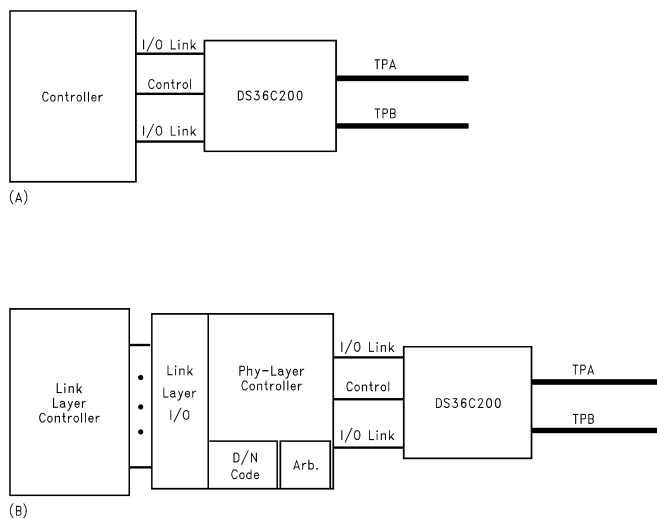 I/O Link
TPA
Control
Controller
DS36C200
TPB
I/O Link
(A)
I/O Link
Link
Layer
I/O
Phy-Layer
Controller
TPA
Link
Layer
Controller
Control
DS36C200
TPB
I/O Link
D/N
Code
Arb.
(B)